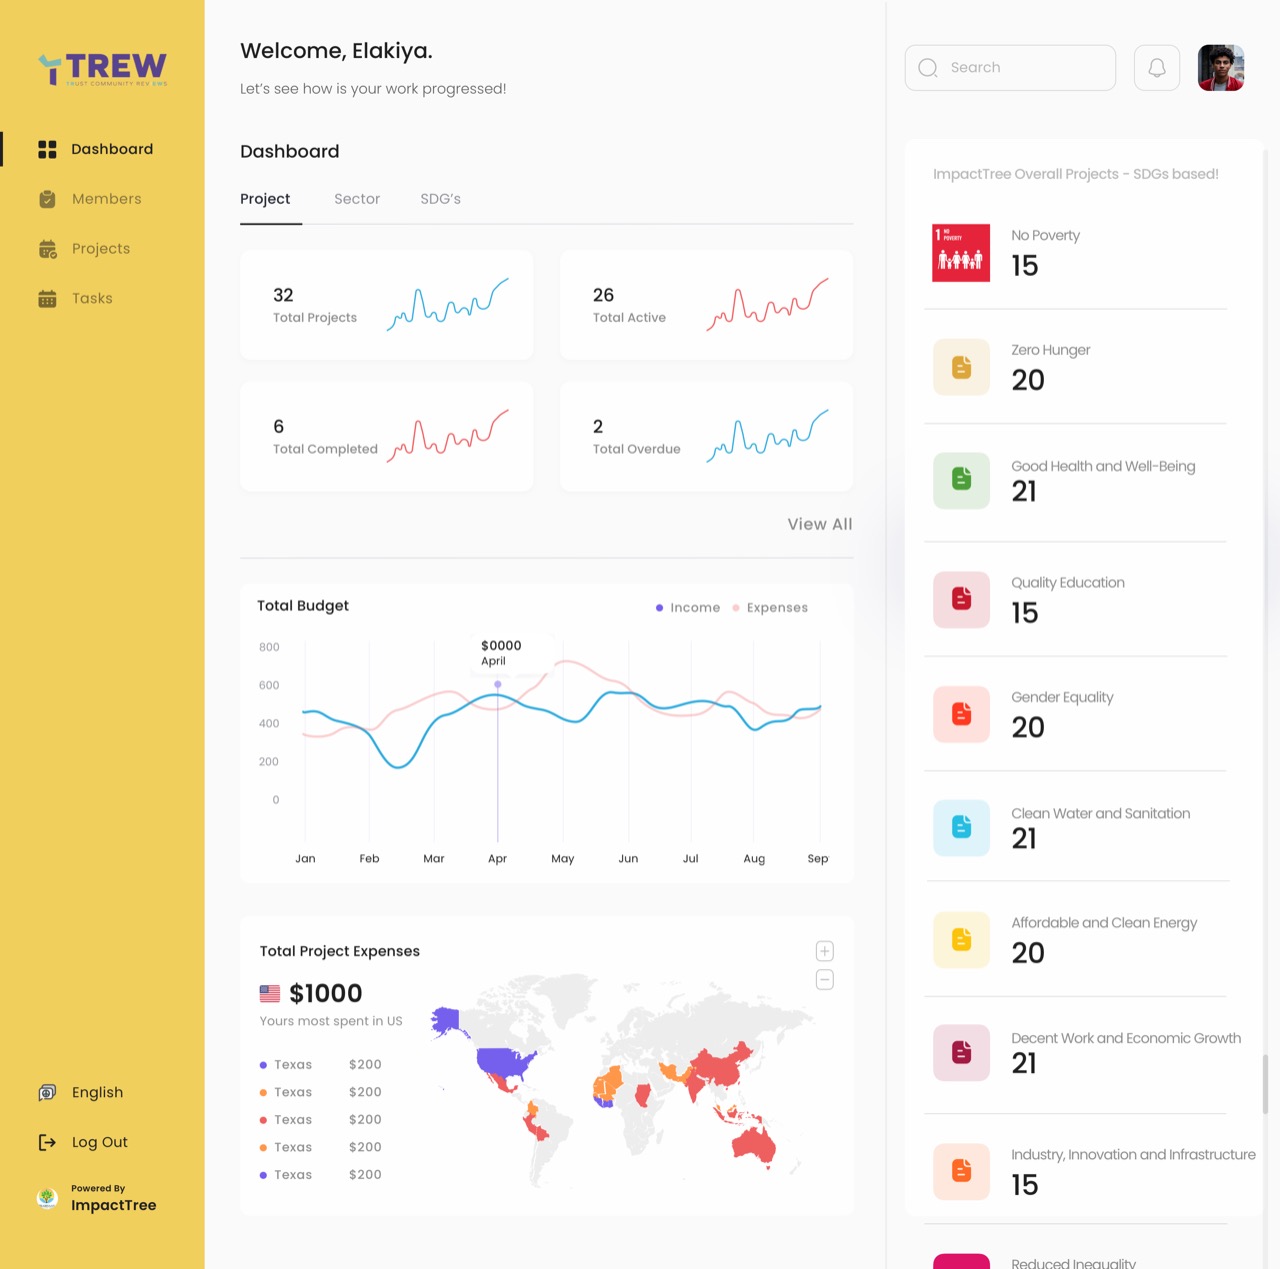 TREW
TRUST COMMUNITY REVIEWS
Dashboard
Members
Projects
Tasks
English
Log Out
Powered By
ImpactTree
Welcome, Elakiya.
Let's see how is your work progressed!
Dashboard
Project Sector SDG's
32
Total Projects
26
Total Active
6
Total Completed
2
Total Overdue
View All
Total Budget
Income Expenses
800
600
400
200
0
$0000
April
Jan Feb Mar Apr May Jun Jul Aug Sep
Total Project Expenses
+
−
$1000
Yours most spent in US
Texas $200
Texas $200
Texas $200
Texas $200
Texas $200
Search
ImpactTree Overall Projects - SDGs based!
1 NO
POVERTY
No Poverty
15
Zero Hunger
20
Good Health and Well-Being
21
Quality Education
15
Gender Equality
20
Clean Water and Sanitation
21
Affordable and Clean Energy
20
Decent Work and Economic Growth
21
Industry, Innovation and Infrastructure
15
Reduced Inequality